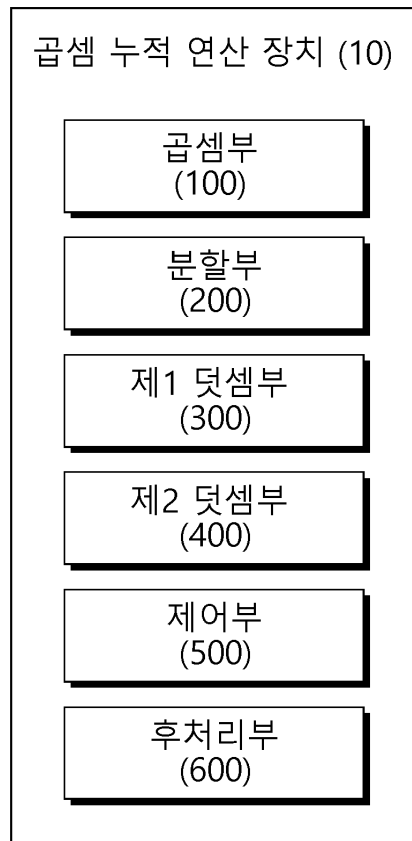 곱셈 누적 연산 장치 (10)
곱셈부
(100)
분할부
(200)
제1 덧셈부
(300)
제2 덧셈부
(400)
제어부
(500)
후처리부
(600)